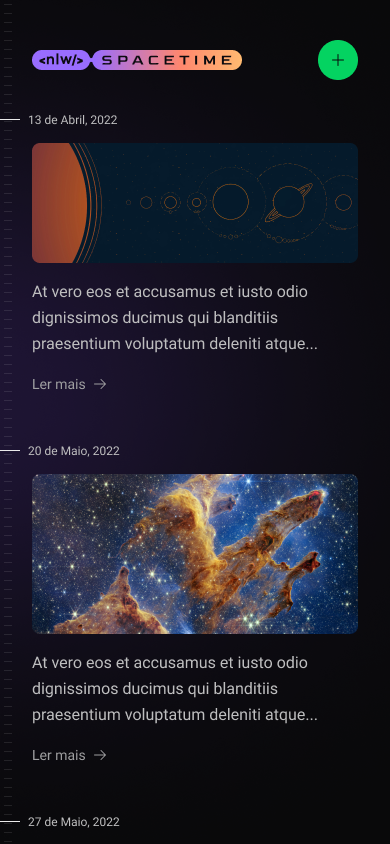 <nlw/> SPACETIME
13 de Abril, 2022
At vero eos et accusamus et iusto odio
dignissimos ducimus qui blanditiis
praesentium voluptatum deleniti atque...
Ler mais
20 de Maio, 2022
At vero eos et accusamus et iusto odio
dignissimos ducimus qui blanditiis
praesentium voluptatum deleniti atque...
Ler mais
27 de Maio, 2022